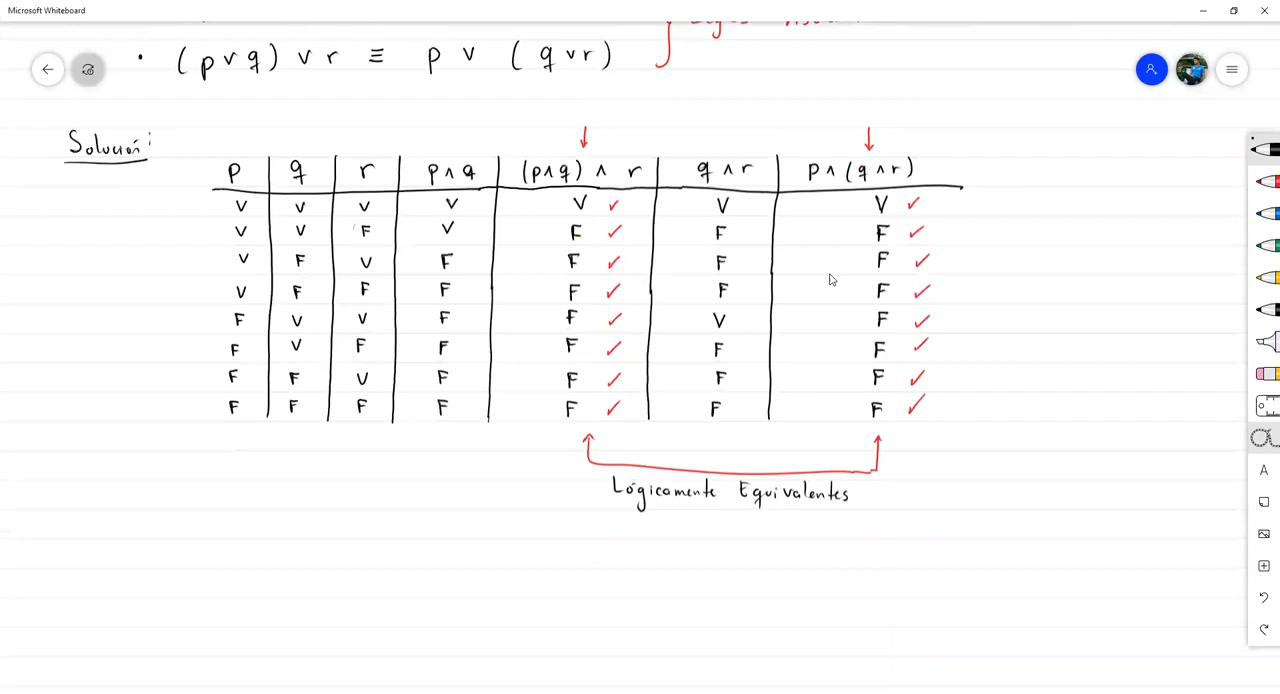 Microsoft Whiteboard
• (p ∨ q) ∨ r ≡ p ∨ (q ∨ r)
Solución:
p q r p ∧ q (p ∧ q) ∧ r q ∧ r p ∧ (q ∧ r)
V V V V V ✓ V V ✓
V V F V F ✓ F F ✓
V F V F F ✓ F F ✓
V F F F F ✓ F F ✓
F V V F F ✓ V F ✓
F V F F F ✓ F F ✓
F F V F F ✓ F F ✓
F F F F F ✓ F F ✓
Lógicamente Equivalentes